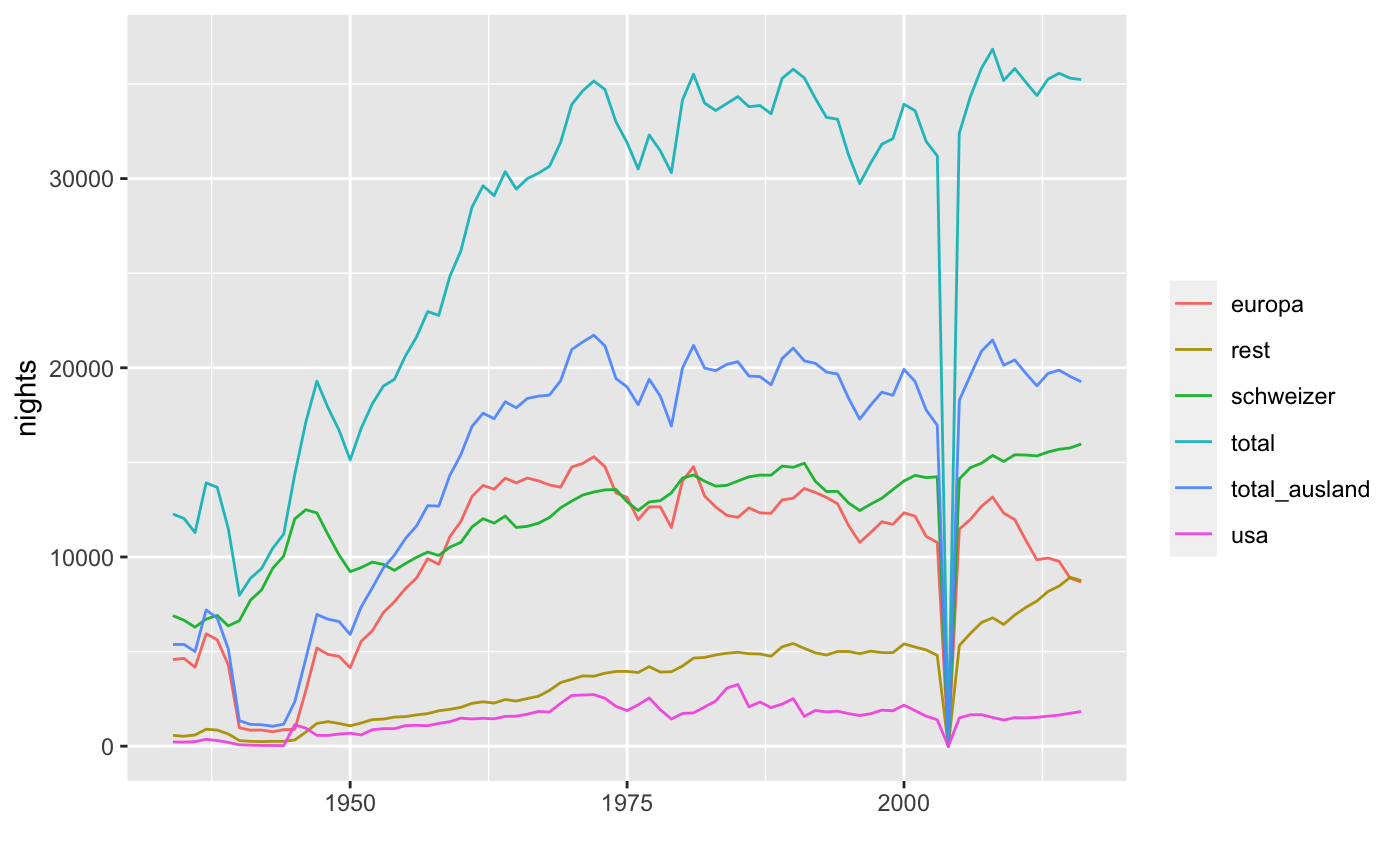 nights
30000
20000
10000
0
1950
1975
2000
europa
rest
schweizer
total
total_ausland
usa